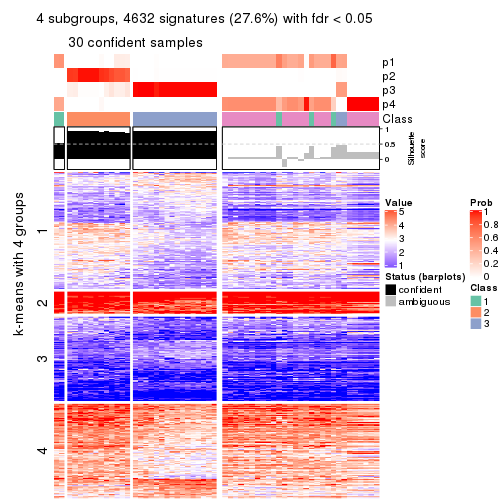 4 subgroups, 4632 signatures (27.6%) with fdr < 0.05
30 confident samples
p1
p2
p3
p4
Class
1
0.5
0
Silhouette
score
k-means with 4 groups
1
2
3
4
Value
5
4
3
2
1
Status (barplots)
confident
ambiguous
Prob
1
0.8
0.6
0.4
0.2
0
Class
1
2
3